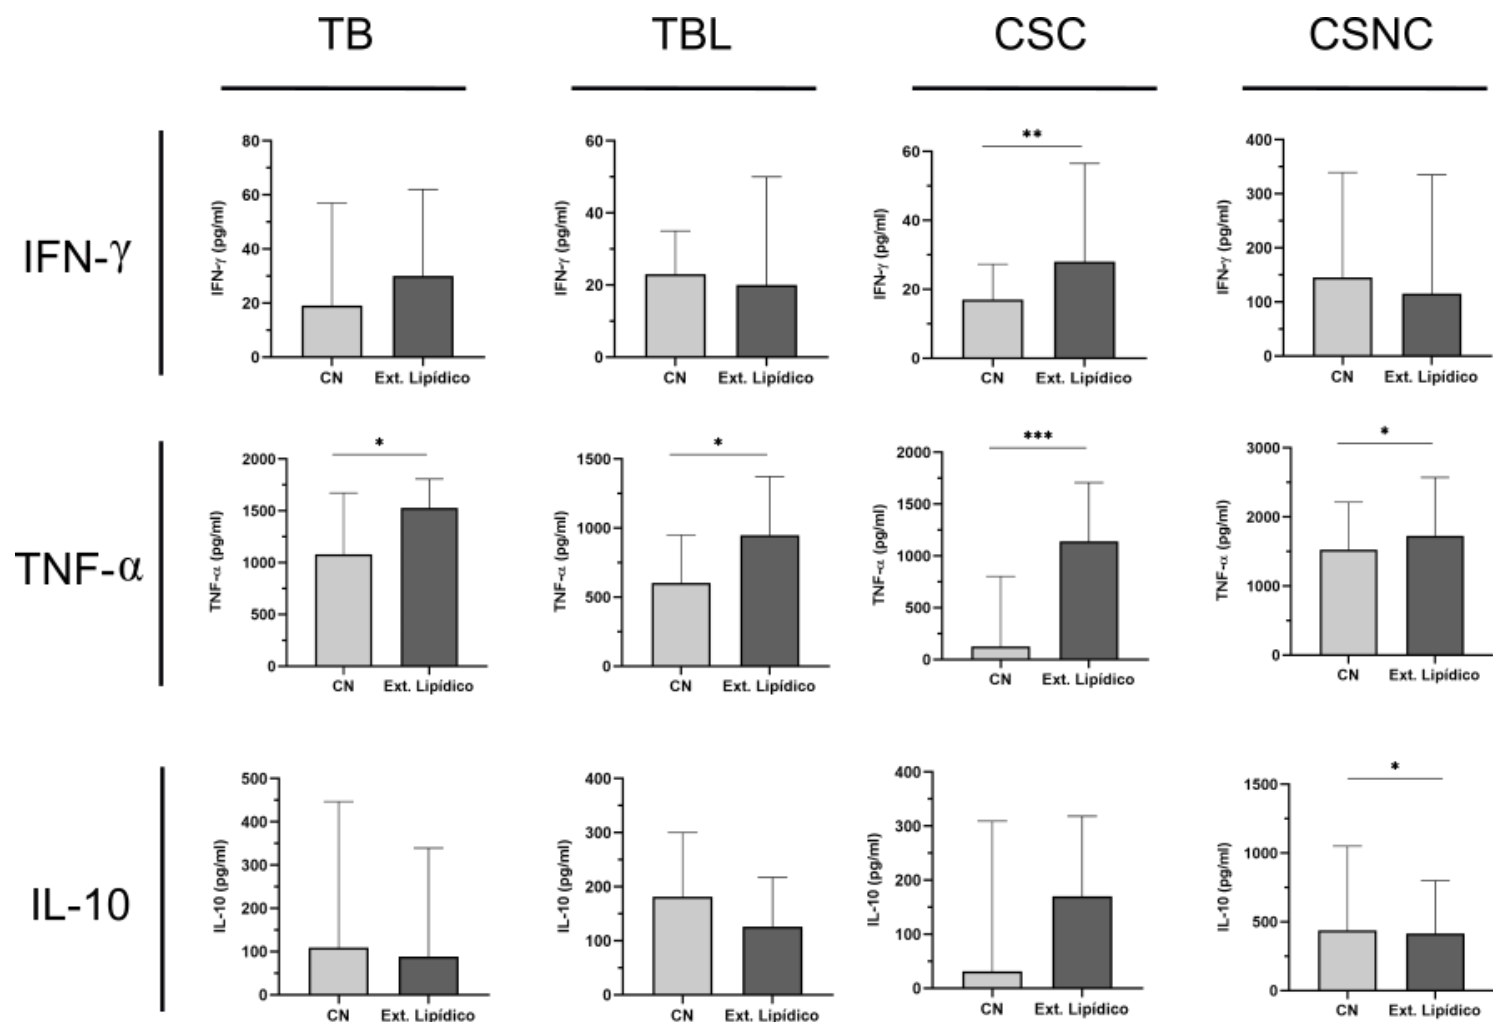 TB TBL CSC CSNC
IFN-γ
IFN-γ (pg/ml)
80
60
40
20
0
CN Ext. Lipídico
IFN-γ (pg/ml)
60
40
20
0
CN Ext. Lipídico
**
IFN-γ (pg/ml)
60
40
20
0
CN Ext. Lipídico
IFN-γ (pg/ml)
400
300
200
100
0
CN Ext. Lipídico
TNF-α
*
TNF-α (pg/ml)
2000
1500
1000
500
0
CN Ext. Lipídico
*
TNF-α (pg/ml)
1500
1000
500
0
CN Ext. Lipídico
***
TNF-α (pg/ml)
2000
1500
1000
500
0
CN Ext. Lipídico
*
TNF-α (pg/ml)
3000
2000
1000
0
CN Ext. Lipídico
IL-10
IL-10 (pg/ml)
500
400
300
200
100
0
CN Ext. Lipídico
IL-10 (pg/ml)
400
300
200
100
0
CN Ext. Lipídico
IL-10 (pg/ml)
400
300
200
100
0
CN Ext. Lipídico
*
IL-10 (pg/ml)
1500
1000
500
0
CN Ext. Lipídico